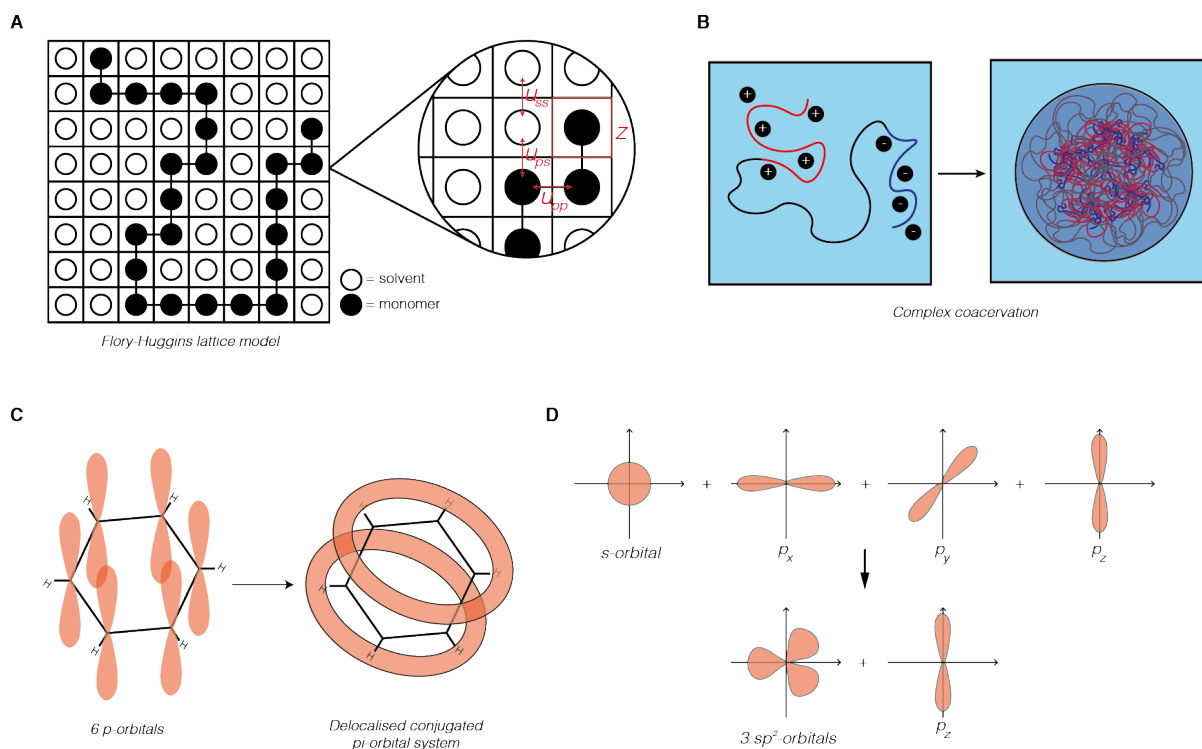 A
U_ss
Z
U_ps
U_pp
= solvent
= monomer
Flory-Huggins lattice model
B
+
+
+
+
-
-
-
-
Complex coacervation
C
H
H
H
H
H
H
6 p-orbitals
H
H
H
H
H
H
Delocalised conjugated
pi-orbital system
D
+
+
+
s-orbital
p_x
p_y
p_z
+
3 sp²-orbitals
p_z